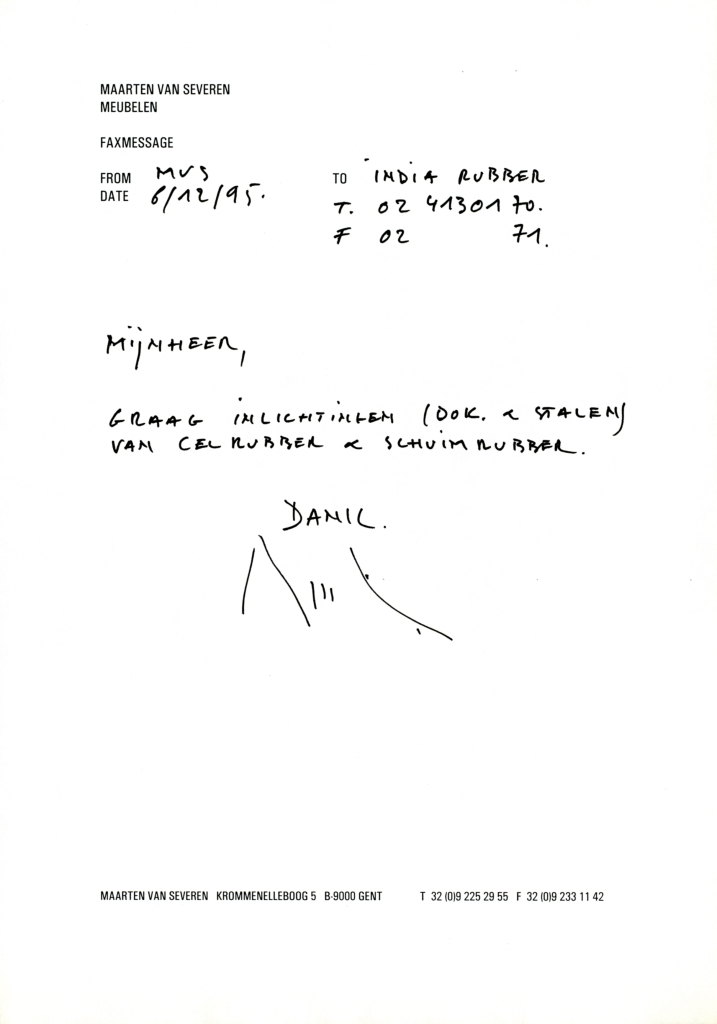 MAARTEN VAN SEVEREN
MEUBELEN
FAXMESSAGE
FROM MVS
DATE 6/12/95.
TO INDIA RUBBER
T. 02 4130170.
F 02 71.
MIJNHEER,
GRAAG INLICHTINGEN (DOK. & STALEN)
VAN CELRUBBER & SCHUIMRUBBER.
DANK.
MAARTEN VAN SEVEREN KROMMENELLEBOOG 5 B-9000 GENT T 32 (0)9 225 29 55 F 32 (0)9 233 11 42